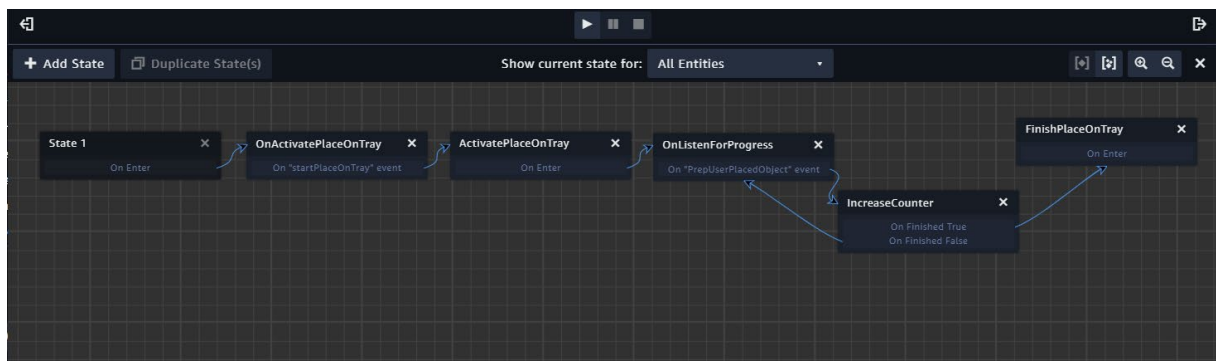 + Add State
Duplicate State(s)
Show current state for:
All Entities
State 1
On Enter
OnActivatePlaceOnTray
On "startPlaceOnTray" event
ActivatePlaceOnTray
On Enter
OnListenForProgress
On "PrepUserPlacedObject" event
IncreaseCounter
On Finished True
On Finished False
FinishPlaceOnTray
On Enter